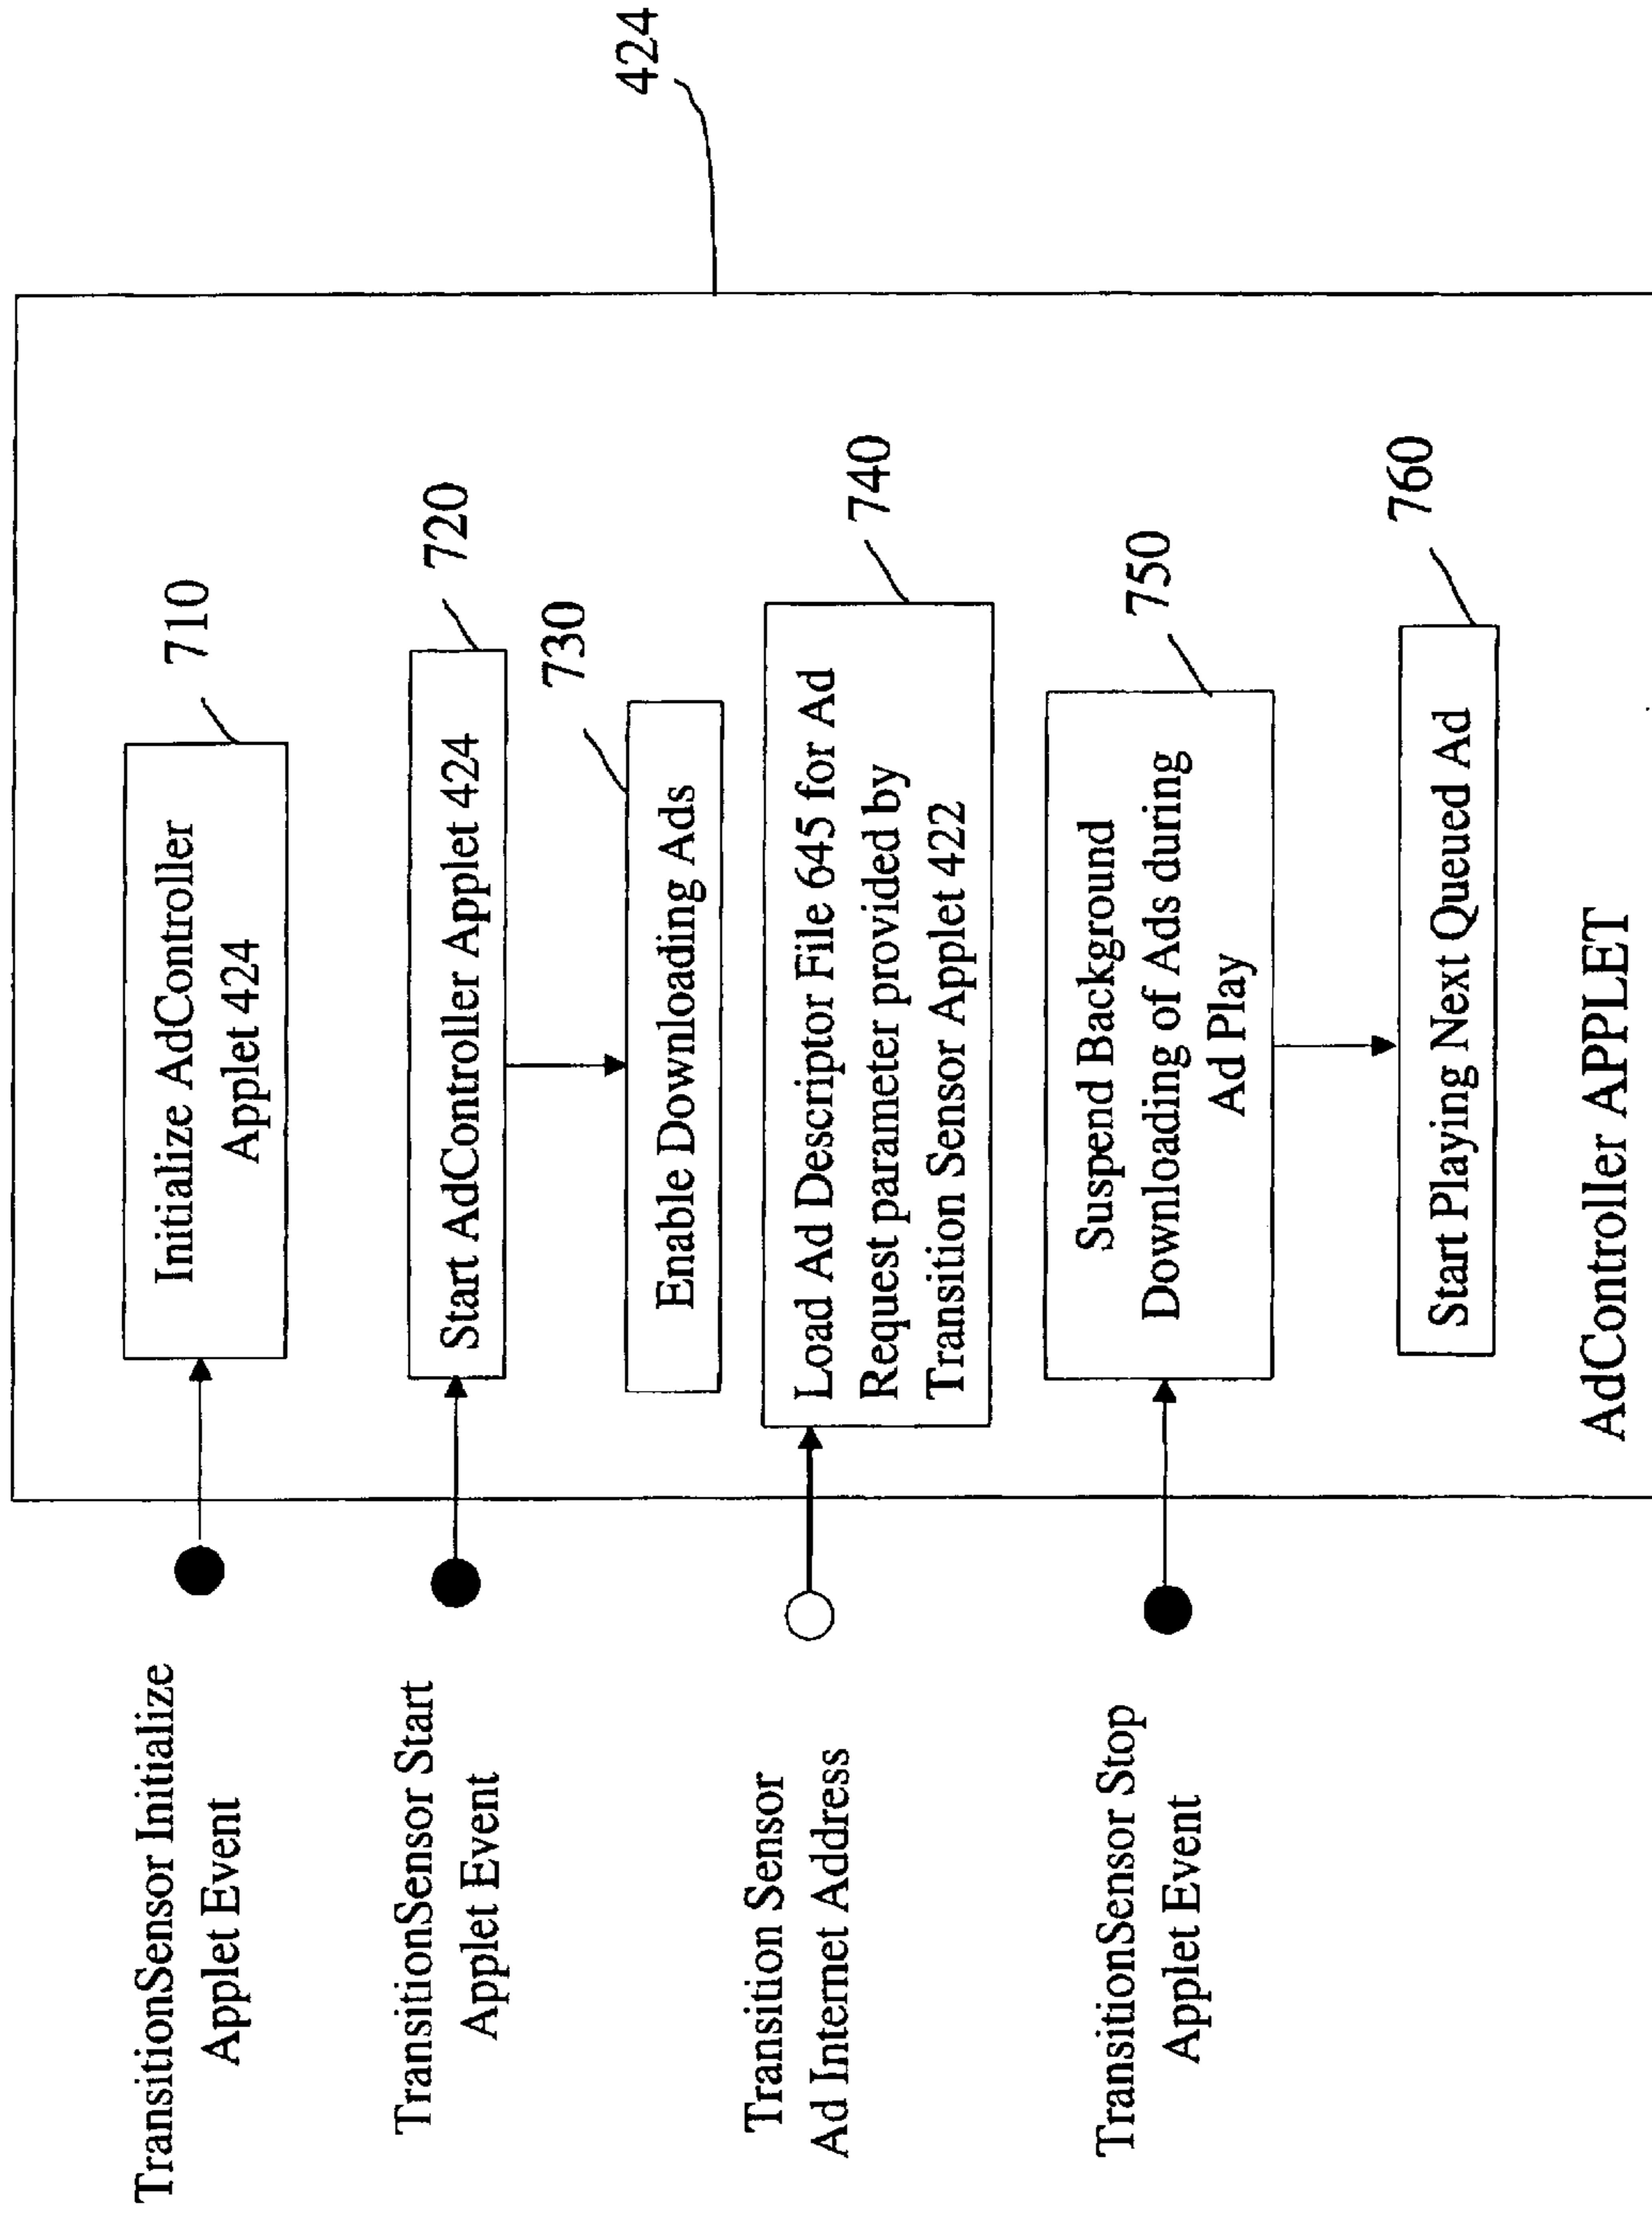 424
TransitionSensor Initialize
Applet Event
Initialize AdController
Applet 424
710
TransitionSensor Start
Applet Event
Start AdController Applet 424
720
730
Enable Downloading Ads
Transition Sensor
Ad Internet Address
Load Ad Descriptor File 645 for Ad
Request parameter provided by
Transition Sensor Applet 422
740
TransitionSensor Stop
Applet Event
Suspend Background
Downloading of Ads during
Ad Play
750
Start Playing Next Queued Ad
760
AdController APPLET